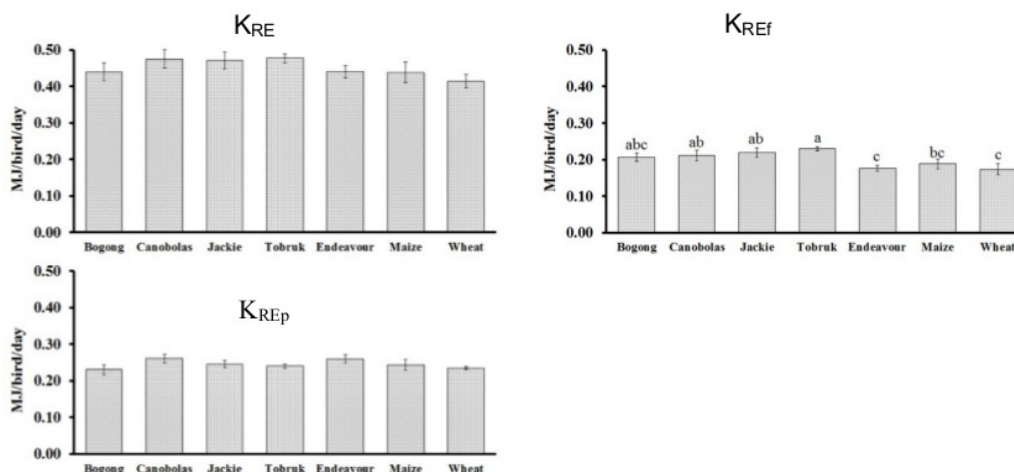 K_RE
0.50
0.40
0.30
0.20
0.10
0.00
MJ/bird/day
Bogong Canobolas Jackie Tobruk Endeavour Maize Wheat
K_REf
0.50
0.40
0.30
0.20
0.10
0.00
MJ/bird/day
abc ab ab a c bc c
Bogong Canobolas Jackie Tobruk Endeavour Maize Wheat
K_REp
0.50
0.40
0.30
0.20
0.10
0.00
MJ/bird/day
Bogong Canobolas Jackie Tobruk Endeavour Maize Wheat